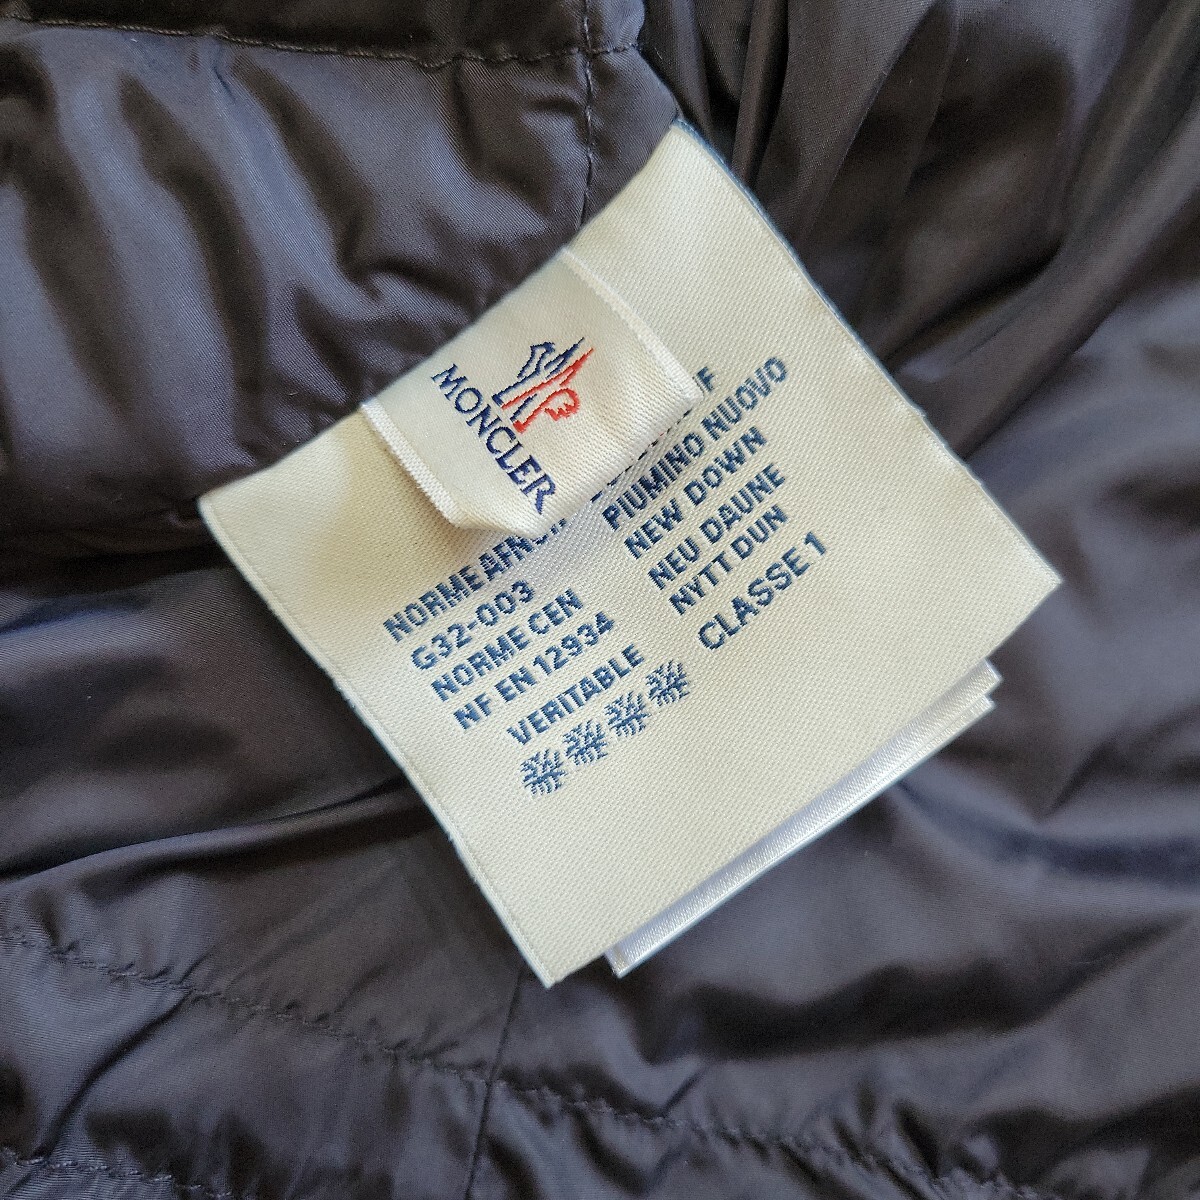 MONCLER
NORME AFNOR
G32-003
NORME CEN
NF EN 12934
VERITABLE
PIUMINO NUOVO
NEW DOWN
NEU DAUNE
NYTT DUN
CLASSE 1